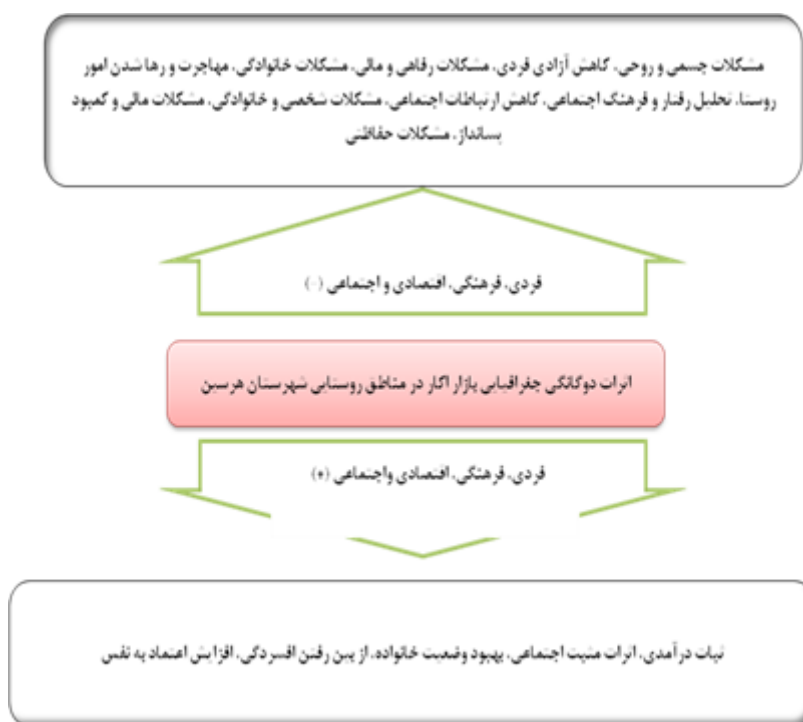 مشکلات جسمی و روحی، کاهش آزادی فردی، مشکلات رفاهی و مالی، مشکلات خانوادگی، مهاجرت و رها شدن امور
روستا، تحلیل رفتار و فرهنگ اجتماعی، کاهش ارتباطات اجتماعی، مشکلات شخصی و خانوادگی، مشکلات مالی و کمبود
پسانداز، مشکلات حفاظتی
فردی، فرهنگی، اقتصادی و اجتماعی (-)
اثرات دوگانگی جغرافیایی بازار اکار در مناطق روستایی شهرستان هرسین
فردی، فرهنگی، اقتصادی واجتماعی (+)
ثبات درآمدی، اثرات مثبت اجتماعی، بهبود وضعیت خانواده، از بین رفتن افسردگی، افزایش اعتماد به نفس